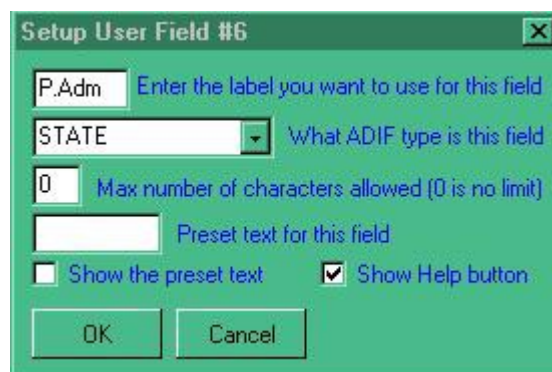 Setup User Field #6
P.Adm Enter the label you want to use for this field
STATE What ADIF type is this field
0 Max number of characters allowed (0 is no limit)
Preset text for this field
Show the preset text Show Help button
OK Cancel